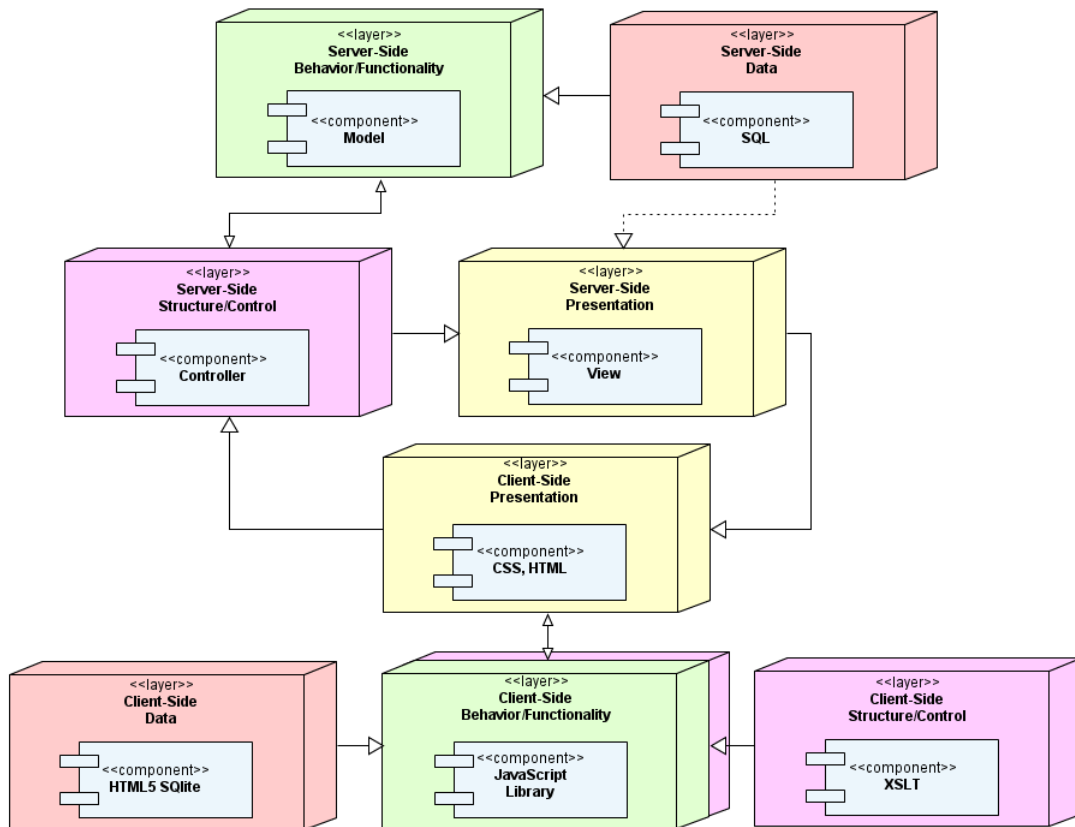 <<layer>>
Server-Side
Behavior/Functionality
<<component>>
Model
<<layer>>
Server-Side
Data
<<component>>
SQL
<<layer>>
Server-Side
Structure/Control
<<component>>
Controller
<<layer>>
Server-Side
Presentation
<<component>>
View
<<layer>>
Client-Side
Presentation
<<component>>
CSS, HTML
<<layer>>
Client-Side
Data
<<component>>
HTML5 SQlite
<<layer>>
Client-Side
Behavior/Functionality
<<component>>
JavaScript
Library
<<layer>>
Client-Side
Structure/Control
<<component>>
XSLT